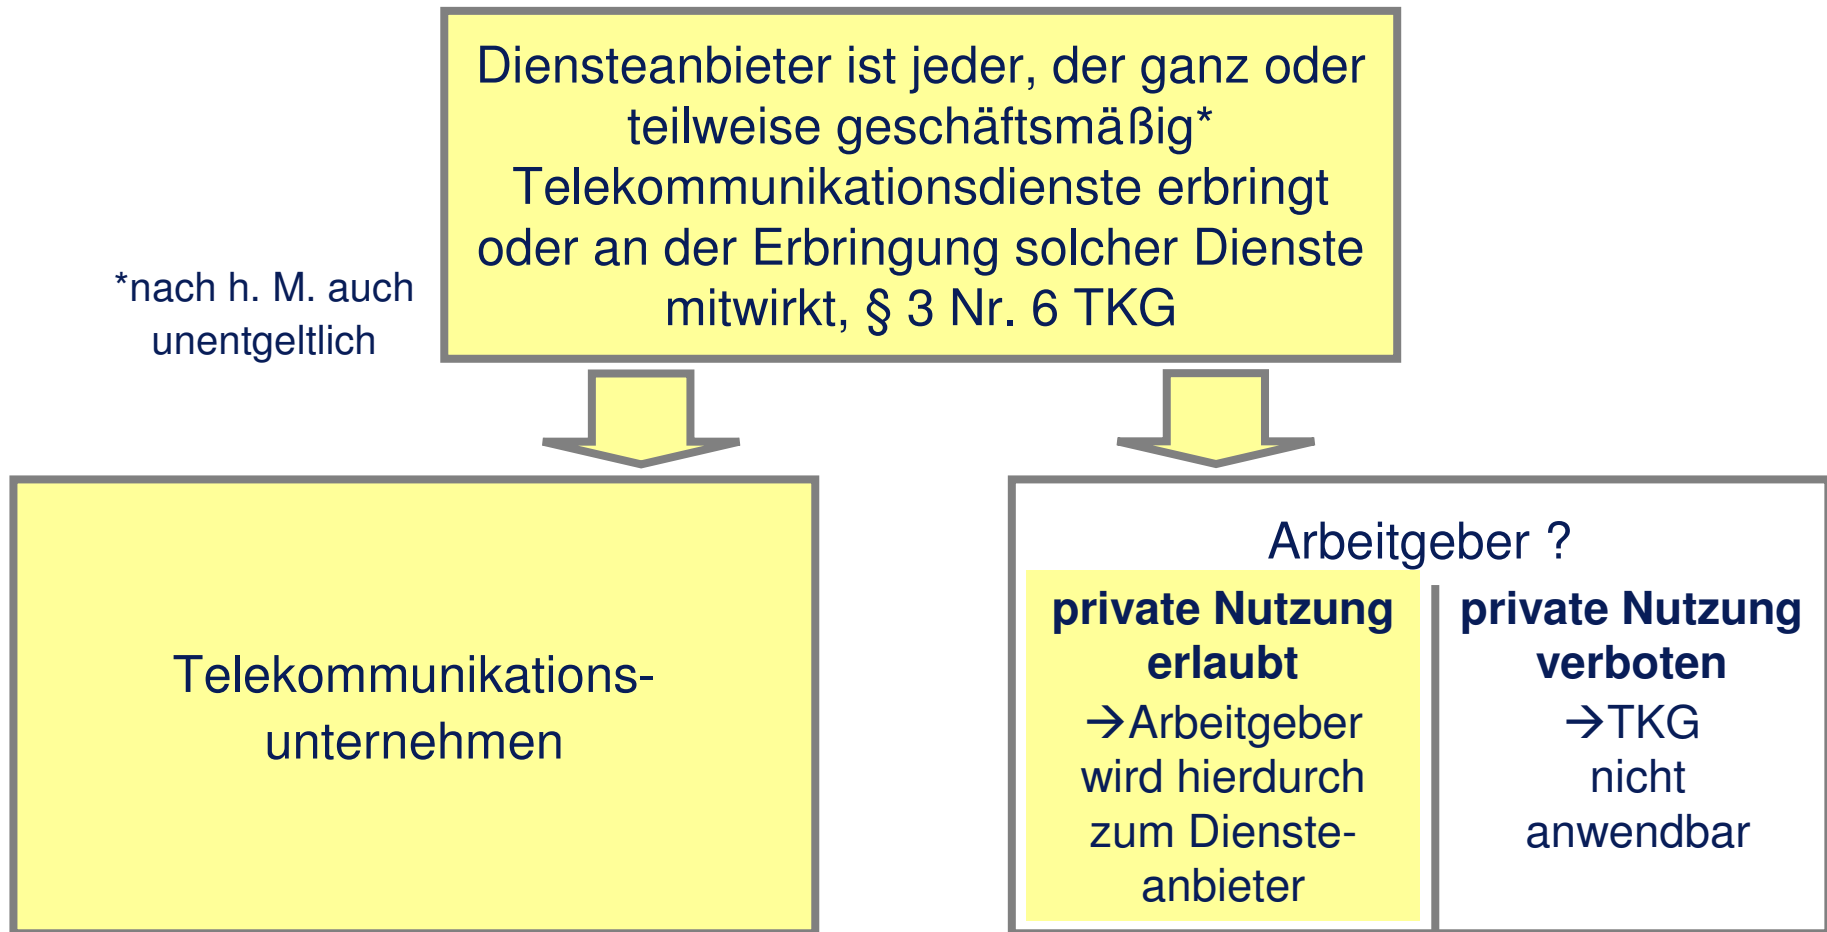 Diensteanbieter ist jeder, der ganz oder
teilweise geschäftsmäßig*
Telekommunikationsdienste erbringt
oder an der Erbringung solcher Dienste
mitwirkt, § 3 Nr. 6 TKG
*nach h. M. auch
unentgeltlich
Telekommunikations-
unternehmen
Arbeitgeber ?
private Nutzung
erlaubt
→Arbeitgeber
wird hierdurch
zum Dienste-
anbieter
private Nutzung
verboten
→TKG
nicht
anwendbar